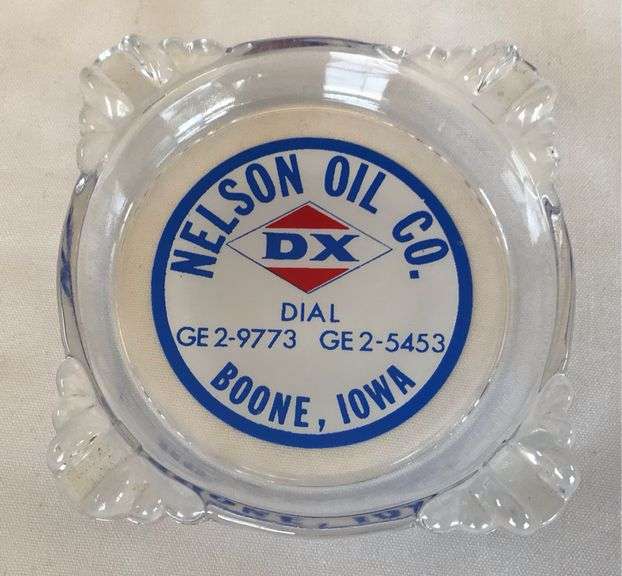 NELSON OIL CO.
DX
DIAL
GE 2-9773 GE 2-5453
BOONE, IOWA